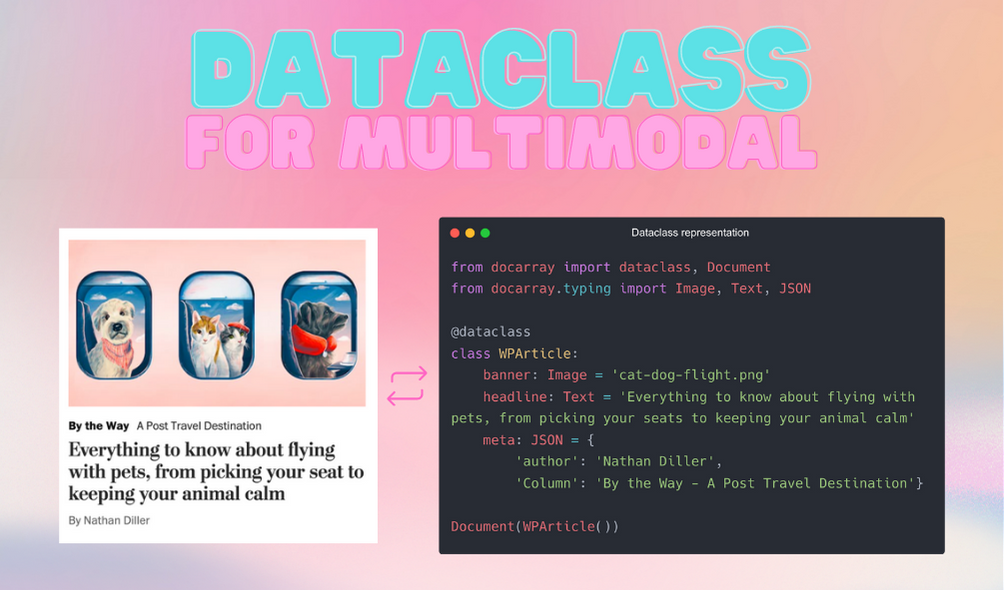 DATACLASS
FOR MULTIMODAL
By the Way A Post Travel Destination
Everything to know about flying
with pets, from picking your seat to
keeping your animal calm
By Nathan Diller
Dataclass representation
from docarray import dataclass, Document
from docarray.typing import Image, Text, JSON
@dataclass
class WPArticle:
    banner: Image = 'cat-dog-flight.png'
    headline: Text = 'Everything to know about flying with
pets, from picking your seats to keeping your animal calm'
    meta: JSON = {
        'author': 'Nathan Diller',
        'Column': 'By the Way - A Post Travel Destination'}
Document(WPArticle())